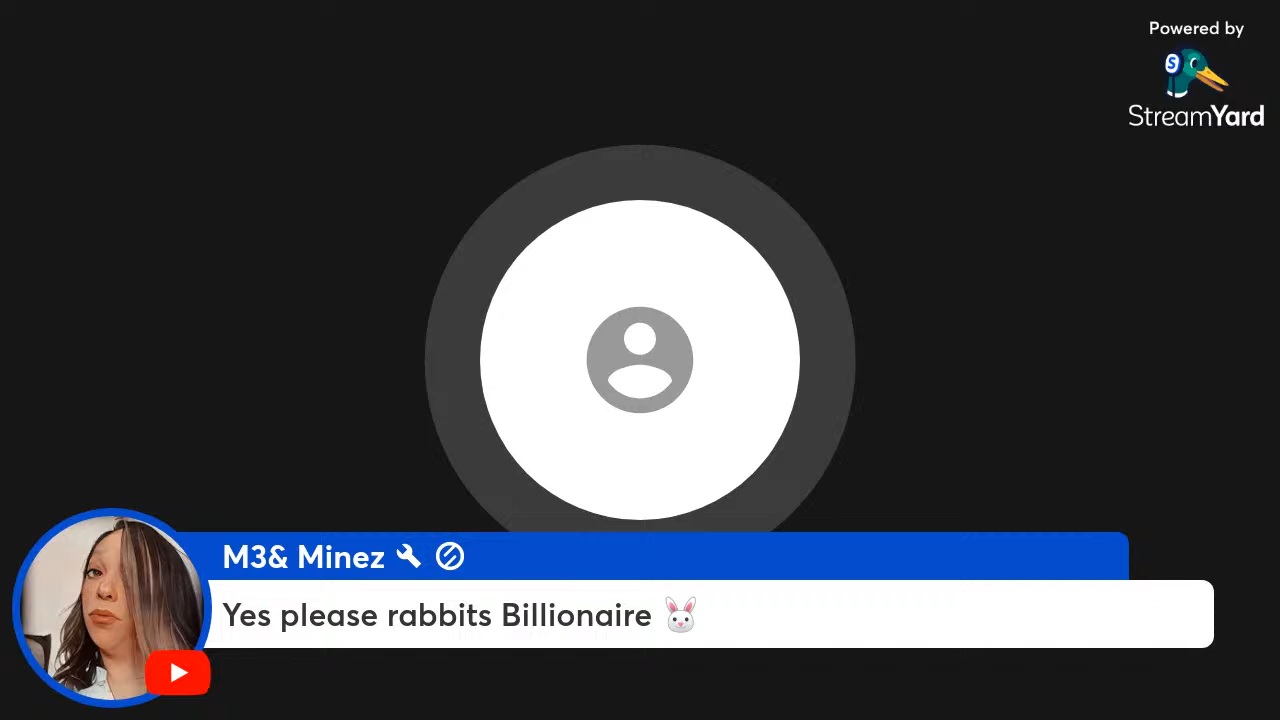 Powered by
S
StreamYard
M3& Minez
Yes please rabbits Billionaire 🐰